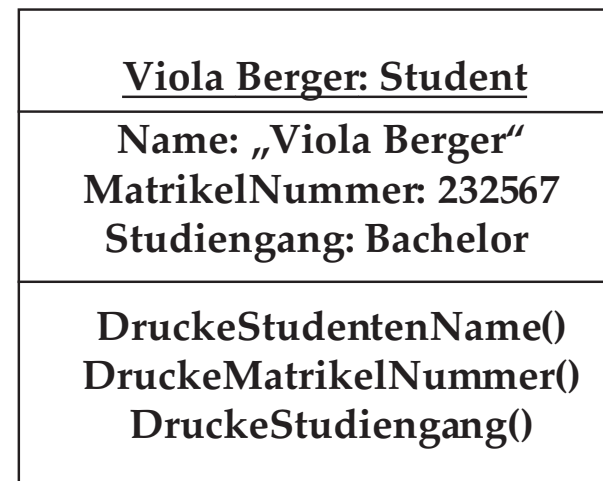 Viola Berger: Student
Name: „Viola Berger“
MatrikelNummer: 232567
Studiengang: Bachelor
DruckeStudentenName()
DruckeMatrikelNummer()
DruckeStudiengang()